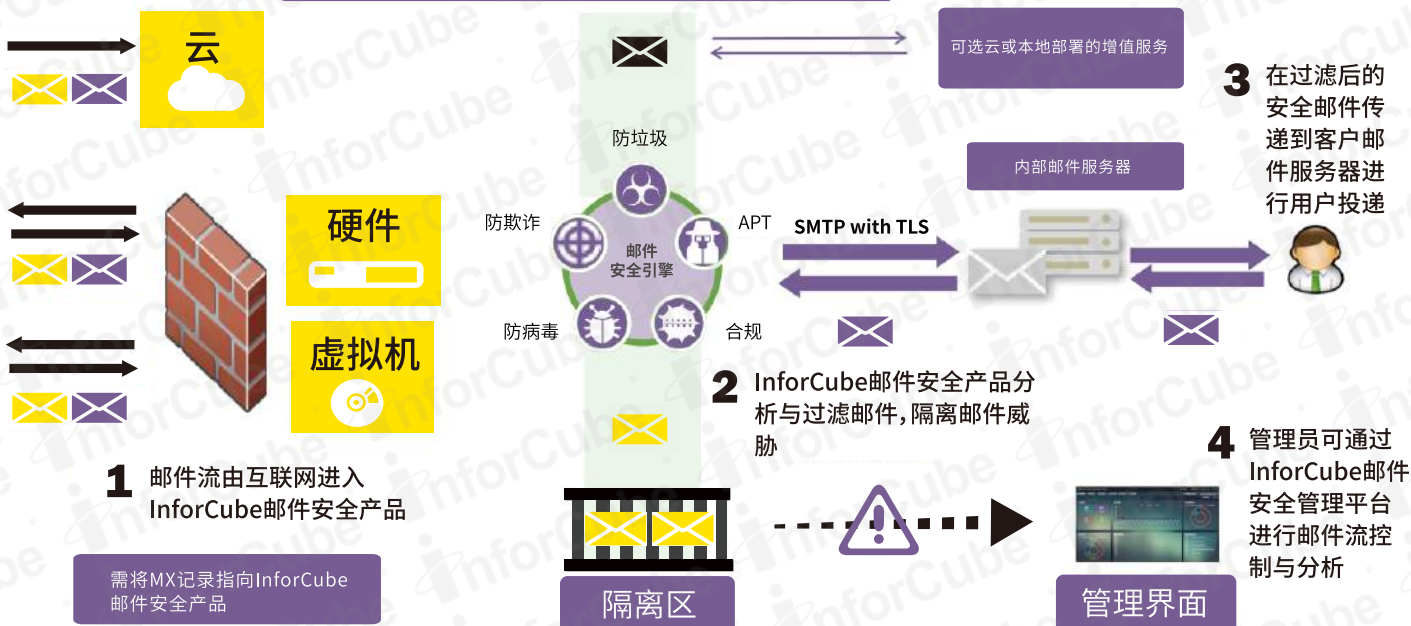 云
可选云或本地部署的增值服务
3
在过滤后的
安全邮件传
递到客户邮
件服务器进
行用户投递
防垃圾
内部邮件服务器
硬件
防欺诈
APT
SMTP with TLS
邮件
安全引擎
虚拟机
防病毒
合规
2
InforCube邮件安全产品分
析与过滤邮件,隔离邮件威
胁
1
邮件流由互联网进入
InforCube邮件安全产品
4
管理员可通过
InforCube邮件
安全管理平台
进行邮件流控
制与分析
需将MX记录指向InforCube
邮件安全产品
隔离区
管理界面
InforCube